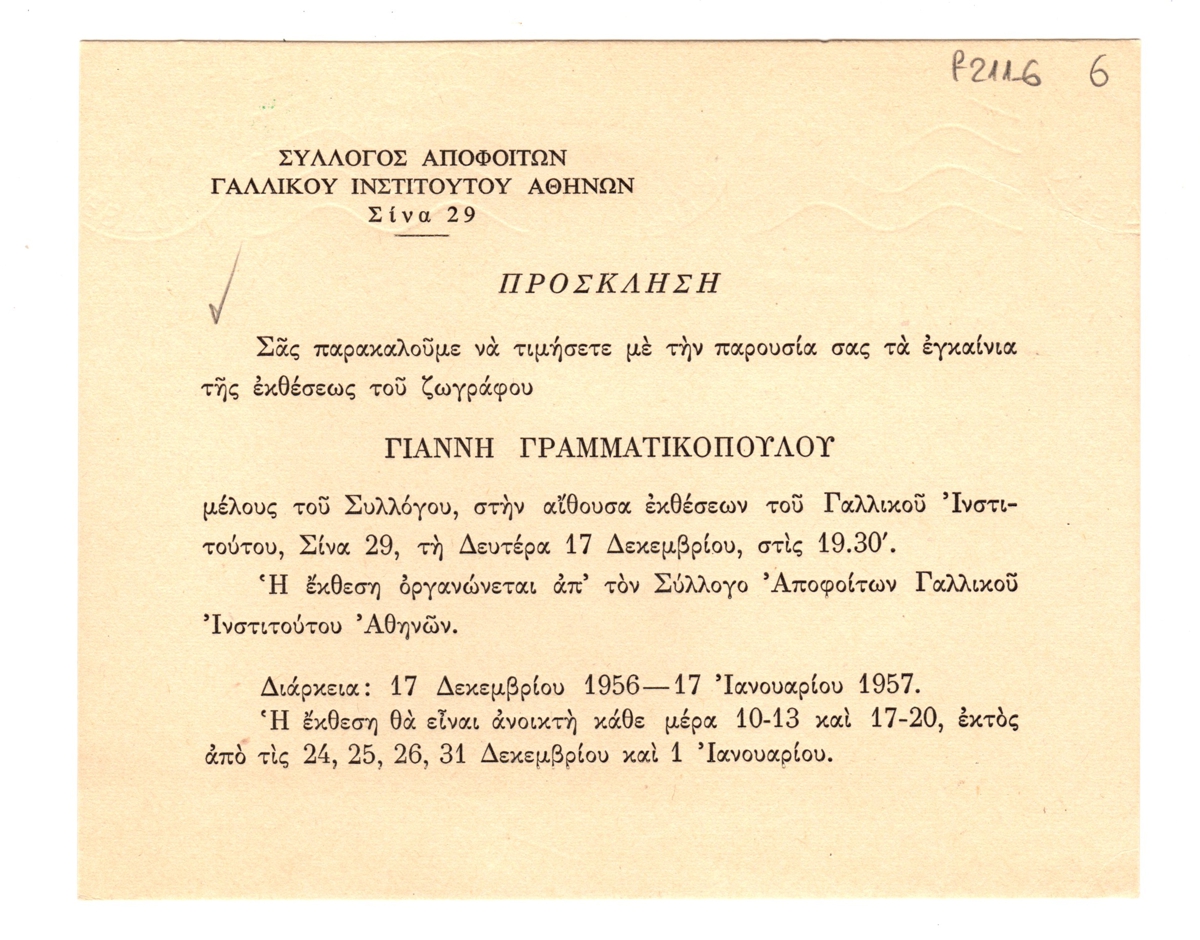 P2116 6
ΣΥΛΛΟΓΟΣ ΑΠΟΦΟΙΤΩΝ
ΓΑΛΛΙΚΟΥ ΙΝΣΤΙΤΟΥΤΟΥ ΑΘΗΝΩΝ
Σίνα 29
ΠΡΟΣΚΛΗΣΗ
Σᾶς παρακαλοῦμε νὰ τιμήσετε μὲ τὴν παρουσία σας τὰ ἐγκαίνια
τῆς ἐκθέσεως τοῦ ζωγράφου
ΓΙΑΝΝΗ ΓΡΑΜΜΑΤΙΚΟΠΟΥΛΟΥ
μέλους τοῦ Συλλόγου, στὴν αἴθουσα ἐκθέσεων τοῦ Γαλλικοῦ Ἰνστι-
τούτου, Σίνα 29, τὴ Δευτέρα 17 Δεκεμβρίου, στὶς 19.30′.
Ἡ ἔκθεση ὀργανώνεται ἀπ' τὸν Σύλλογο Ἀποφοίτων Γαλλικοῦ
Ἰνστιτούτου Ἀθηνῶν.
Διάρκεια: 17 Δεκεμβρίου 1956—17 Ἰανουαρίου 1957.
Ἡ ἔκθεση θὰ εἶναι ἀνοικτὴ κάθε μέρα 10-13 καὶ 17-20, ἐκτὸς
ἀπὸ τὶς 24, 25, 26, 31 Δεκεμβρίου καὶ 1 Ἰανουαρίου.